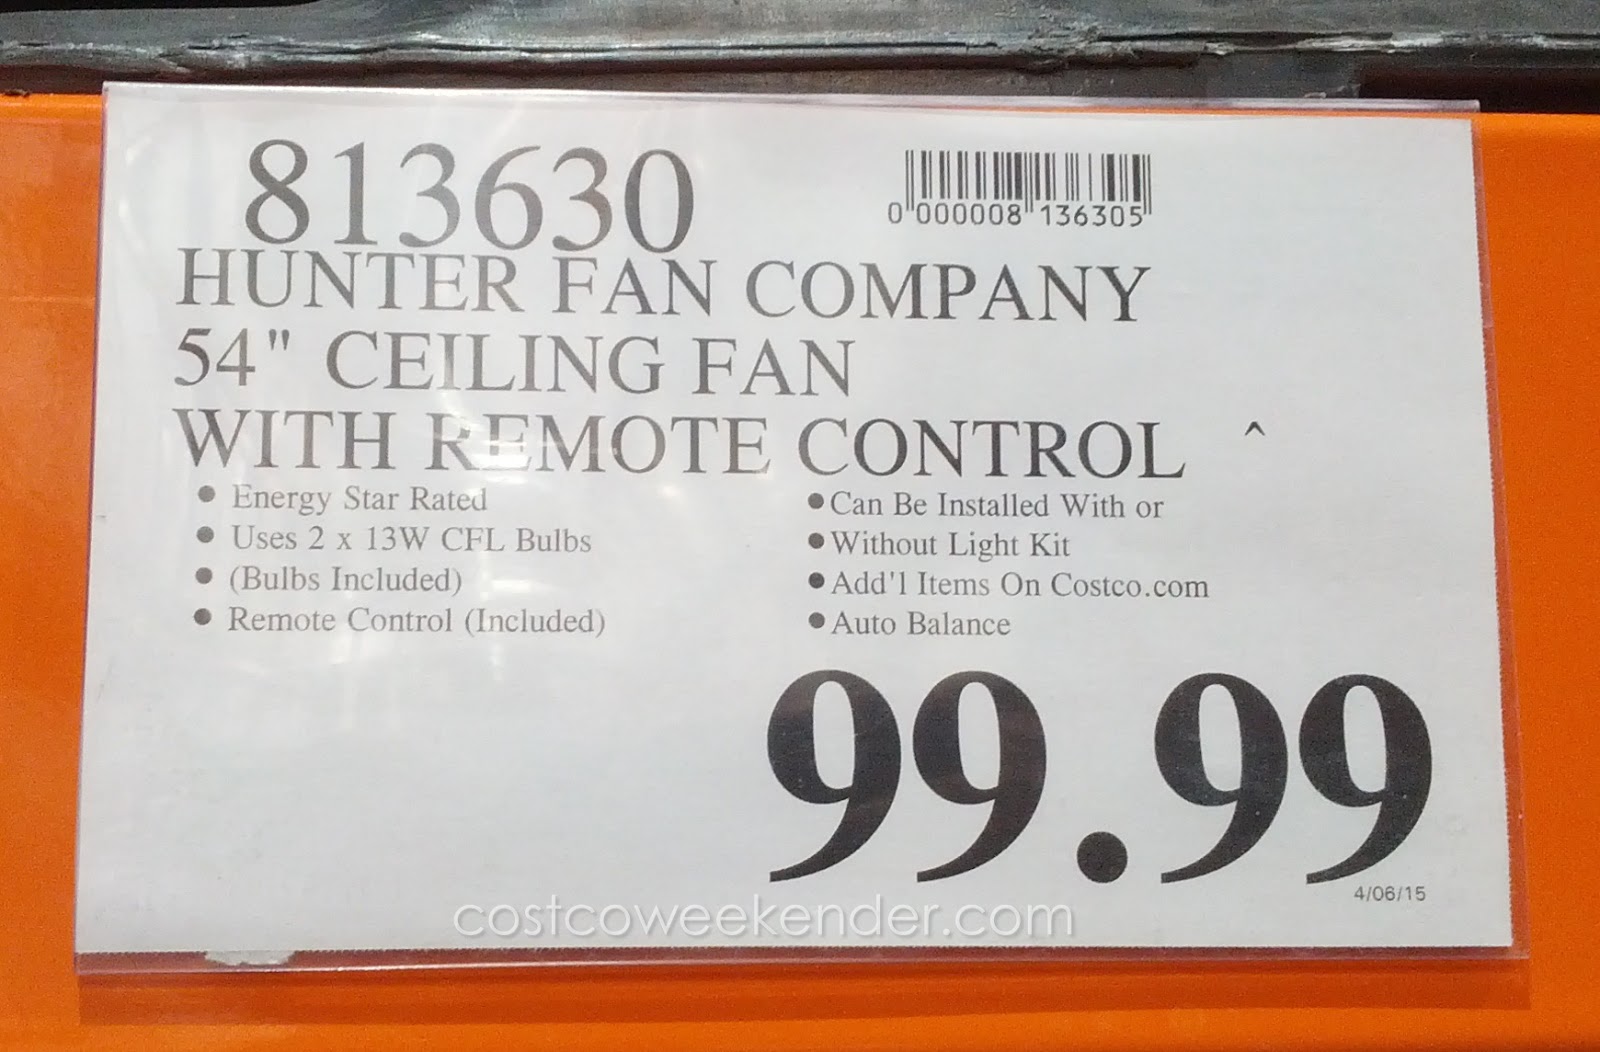 813630
0 000008 136305
HUNTER FAN COMPANY
54" CEILING FAN
WITH REMOTE CONTROL ^
• Energy Star Rated
• Uses 2 x 13W CFL Bulbs
• (Bulbs Included)
• Remote Control (Included)
• Can Be Installed With or
• Without Light Kit
• Add'l Items On Costco.com
• Auto Balance
99.99
4/06/15
costcoweekender.com